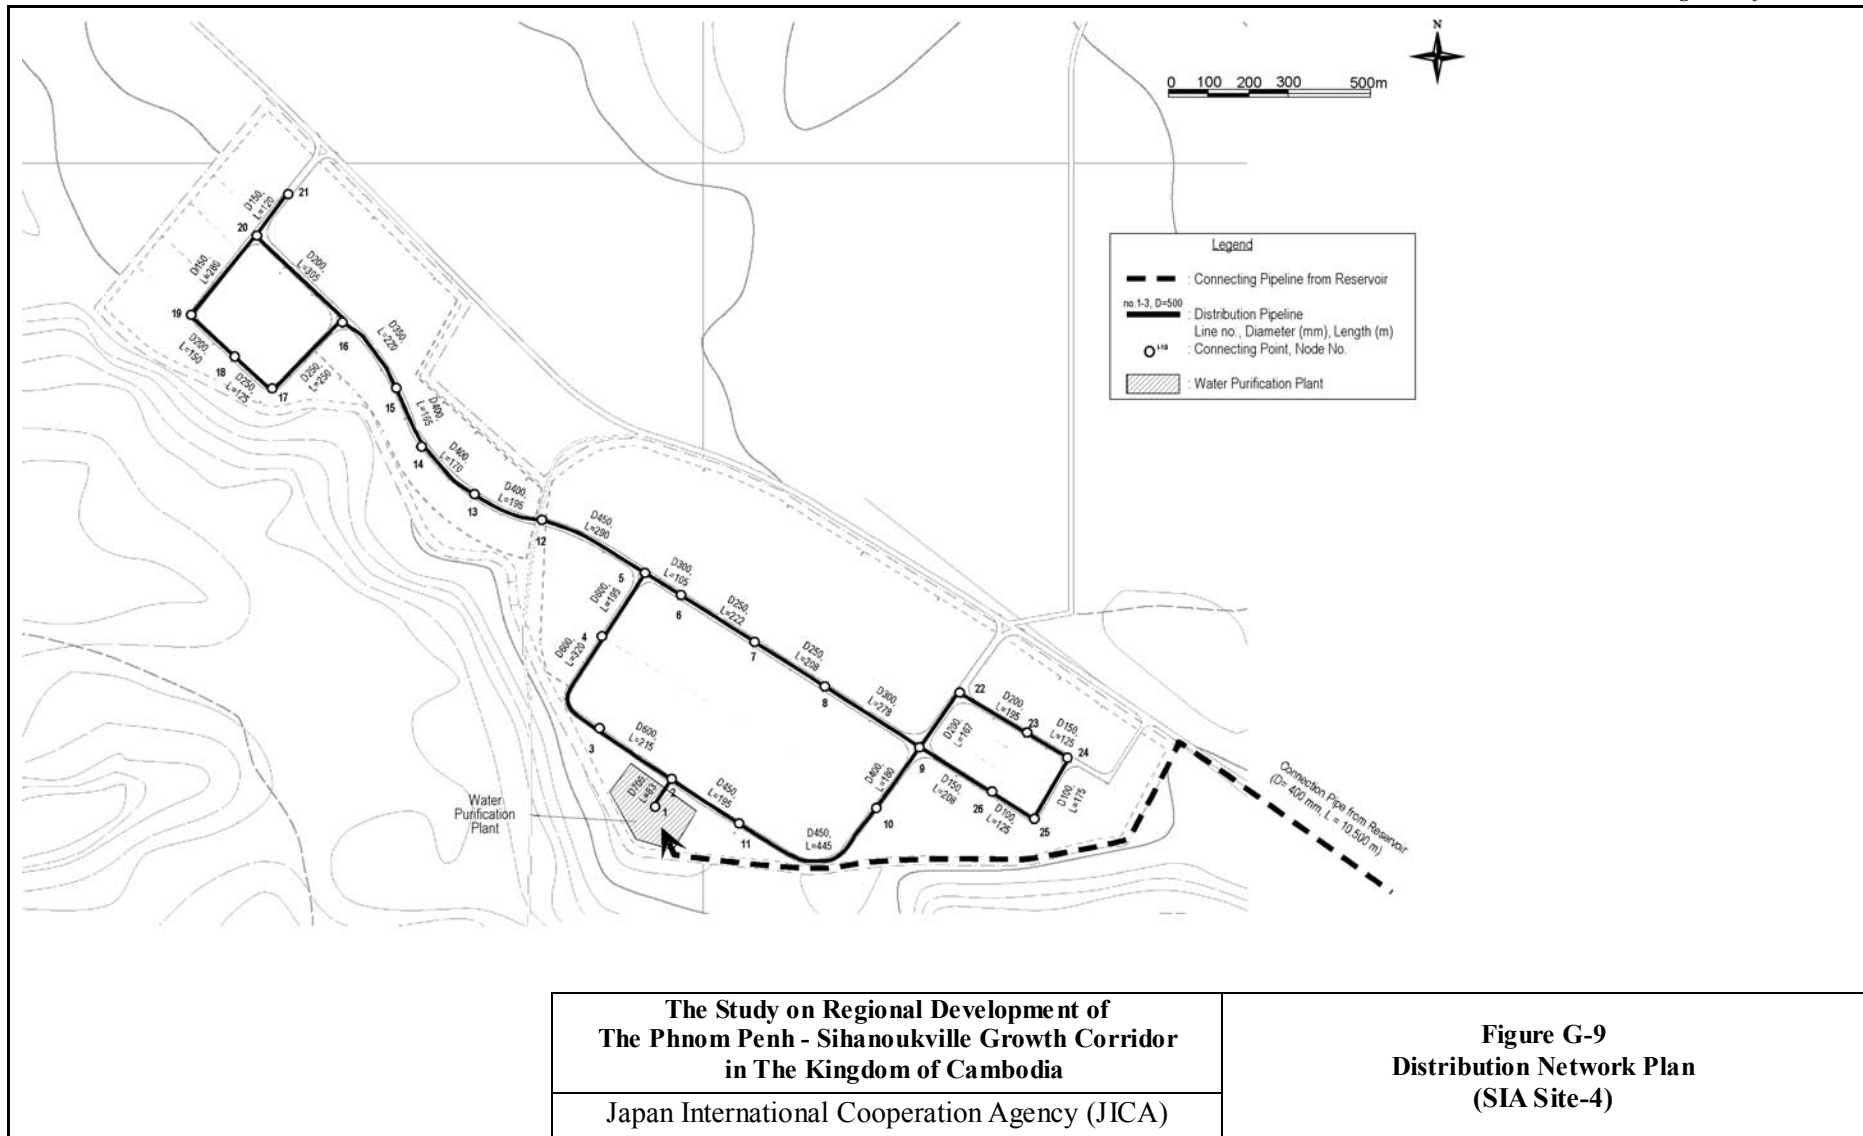 N
0 100 200 300 500m
21
D150,
L=120
20
D200,
L=305
D150,
L=280
19
16
D350,
L=220
D200,
L=150
18
D250,
L=125
17
D250,
L=250
15
D400,
L=165
14
D400,
L=170
13
D400,
L=195
12
D450,
L=290
5
D300,
L=105
6
D600,
L=195
D250,
L=222
4
D600,
L=320
7
D250,
L=208
8
D300,
L=278
22
D200,
L=195
23
D150,
L=125
24
D200,
L=167
3
D600,
L=215
9
D150,
L=208
D400,
L=180
26
D100,
L=125
D100,
L=175
25
2
D700,
L=63
1
D450,
L=195
11
10
D450,
L=445
Water
Purification
Plant
Connection Pipe from Reservoir
(D= 400 mm, L = 10,500 m)
Legend
: Connecting Pipeline from Reservoir
no.1-3, D=500
: Distribution Pipeline
Line no., Diameter (mm), Length (m)
: Connecting Point, Node No.
: Water Purification Plant
The Study on Regional Development of
The Phnom Penh - Sihanoukville Growth Corridor
in The Kingdom of Cambodia
Japan International Cooperation Agency (JICA)
Figure G-9
Distribution Network Plan
(SIA Site-4)